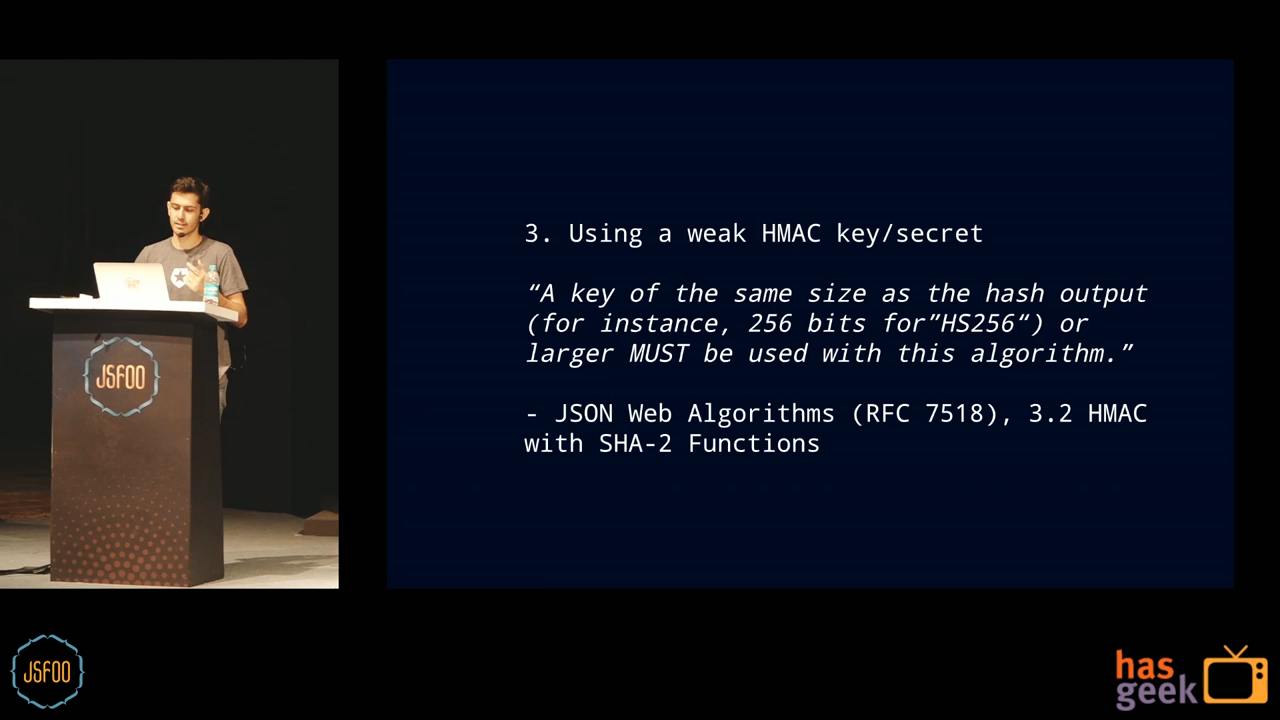 JSFOO
3. Using a weak HMAC key/secret
“A key of the same size as the hash output
(for instance, 256 bits for”HS256“) or
larger MUST be used with this algorithm.”
- JSON Web Algorithms (RFC 7518), 3.2 HMAC
with SHA-2 Functions
JSFOO
has
geek